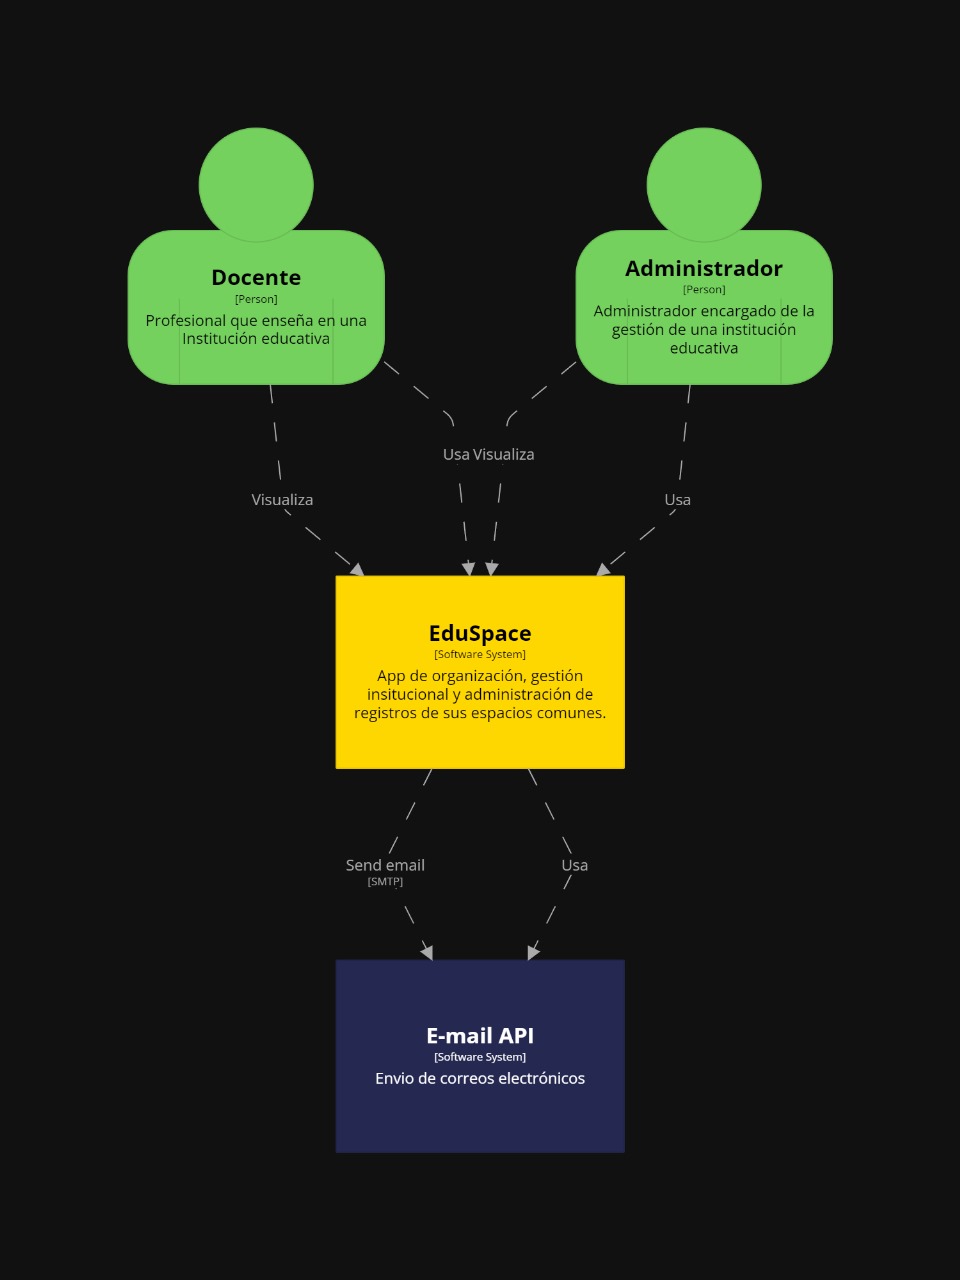 Docente
[Person]
Profesional que enseña en una
Institución educativa
Administrador
[Person]
Administrador encargado de la
gestión de una institución
educativa
Usa
Visualiza
Visualiza
Usa
EduSpace
[Software System]
App de organización, gestión
insitucional y administración de
registros de sus espacios comunes.
Send email
[SMTP]
Usa
E-mail API
[Software System]
Envio de correos electrónicos